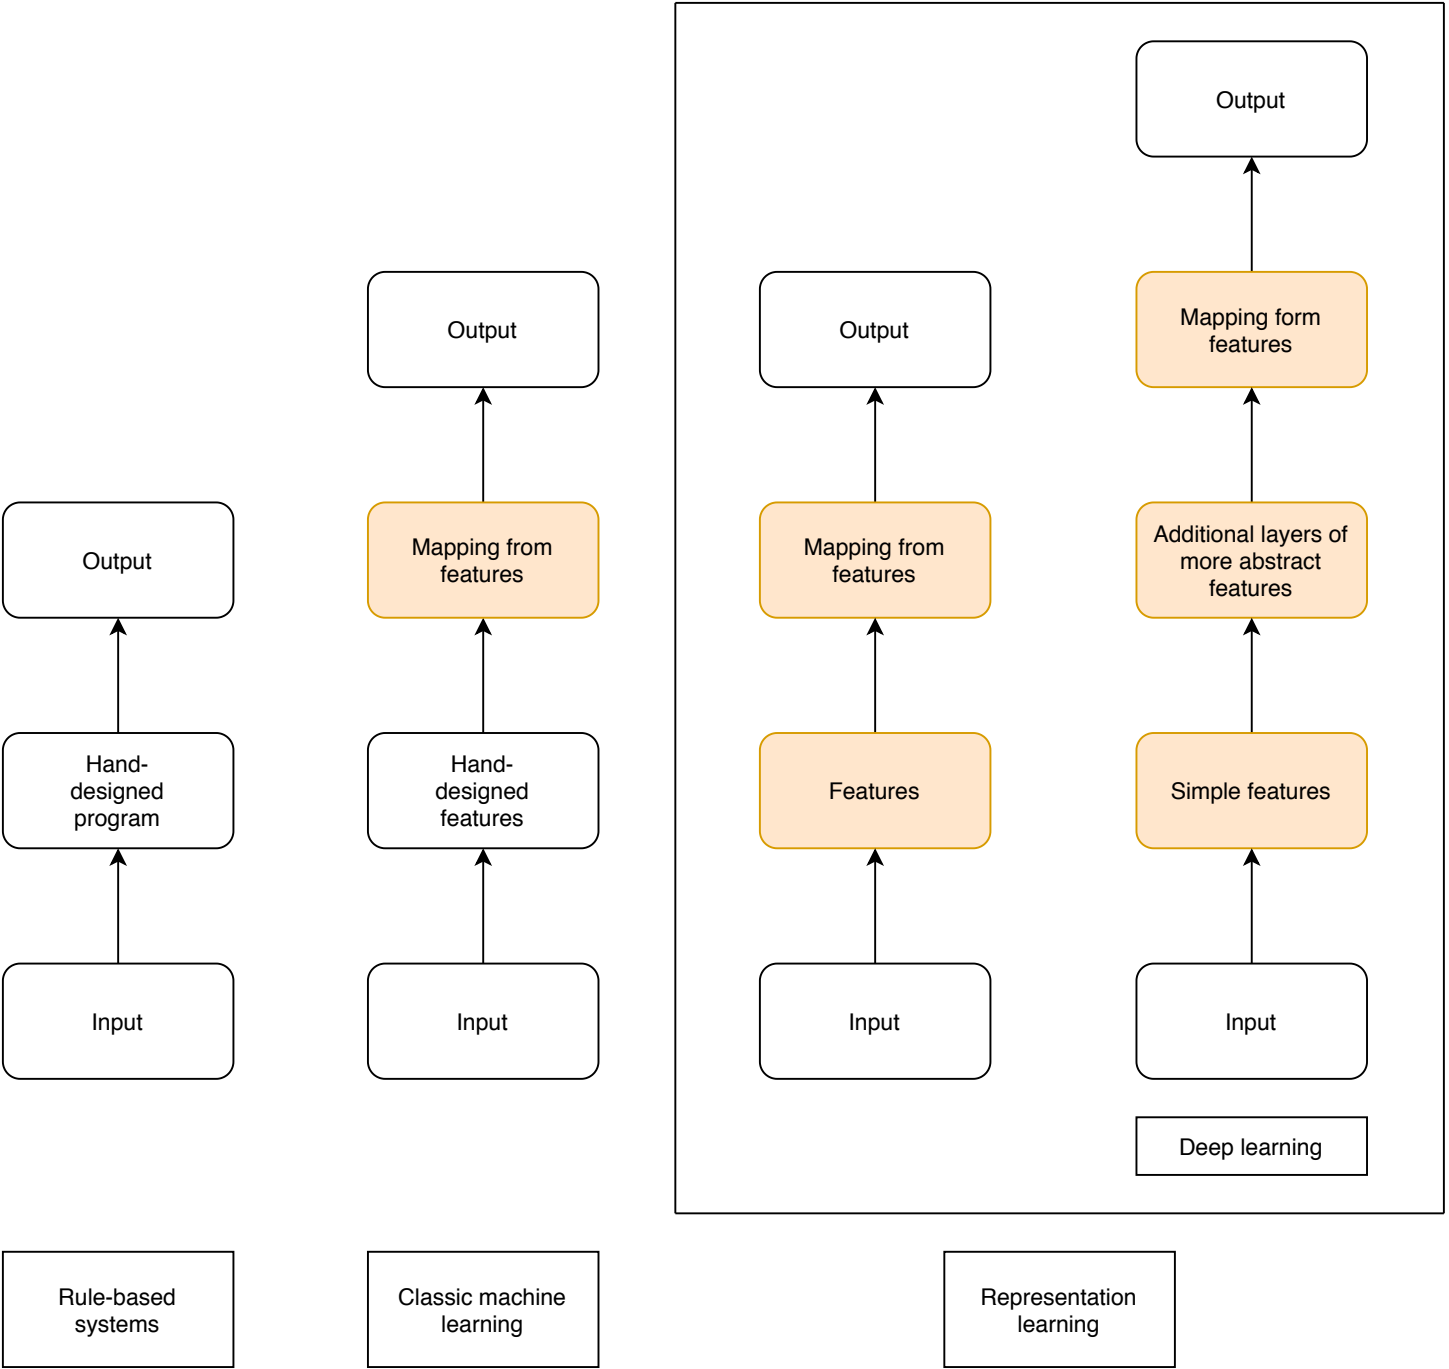 Output
Hand-
designed
program
Input
Rule-based
systems
Output
Mapping from
features
Hand-
designed
features
Input
Classic machine
learning
Output
Mapping from
features
Features
Input
Output
Mapping form
features
Additional layers of
more abstract
features
Simple features
Input
Deep learning
Representation
learning